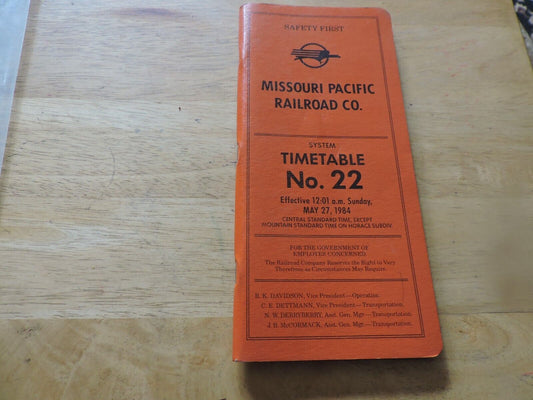 SAFETY FIRST
MISSOURI PACIFIC
RAILROAD CO.
SYSTEM
TIMETABLE
No. 22
Effective 12:01 a.m. Sunday,
MAY 27, 1984
CENTRAL STANDARD TIME, EXCEPT
MOUNTAIN STANDARD TIME ON HORACE SUBDIV.
FOR THE GOVERNMENT OF
EMPLOYES CONCERNED.
The Railroad Company Reserves the Right to Vary
Therefrom as Circumstances May Require.
R. K. DAVIDSON, Vice President—Operation.
C. E. DETTMANN, Vice President—Transportation.
N. W. DERRYBERRY, Asst. Gen. Mgr.—Transportation.
J. B. McCORMACK, Asst. Gen. Mgr.—Transportation.